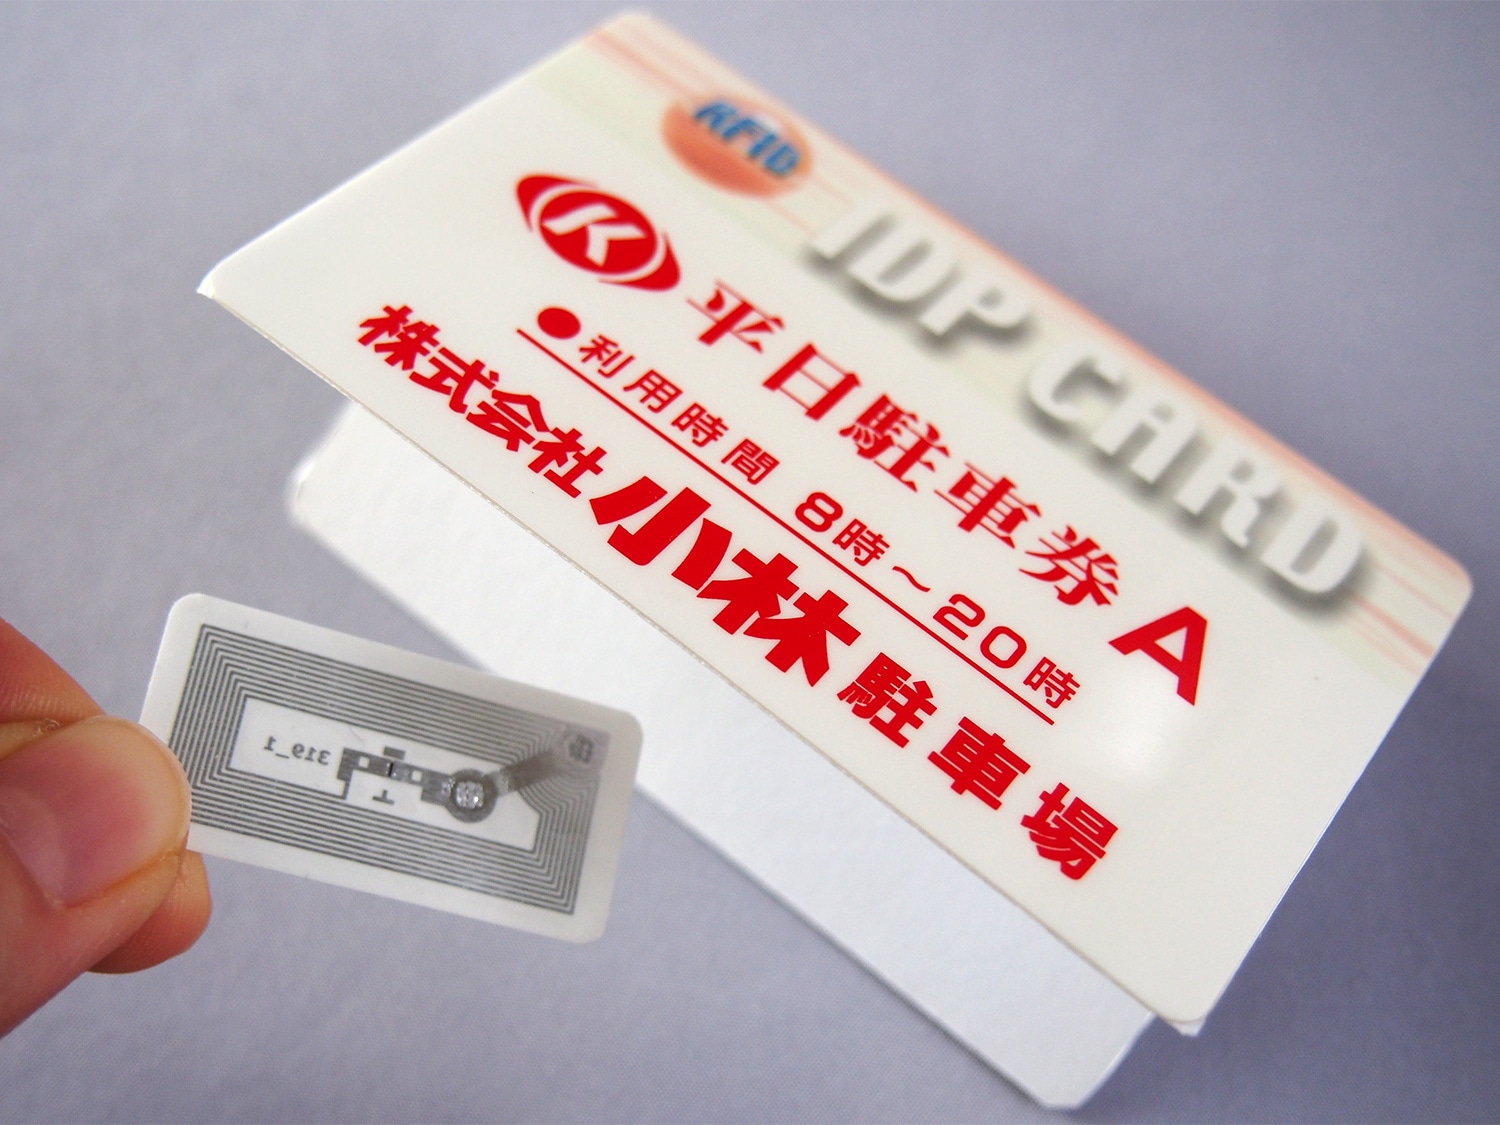 RFID
IDP CARD
K 平日駐車券 A
●利用時間 8時～20時
株式会社小林駐車場
319_1